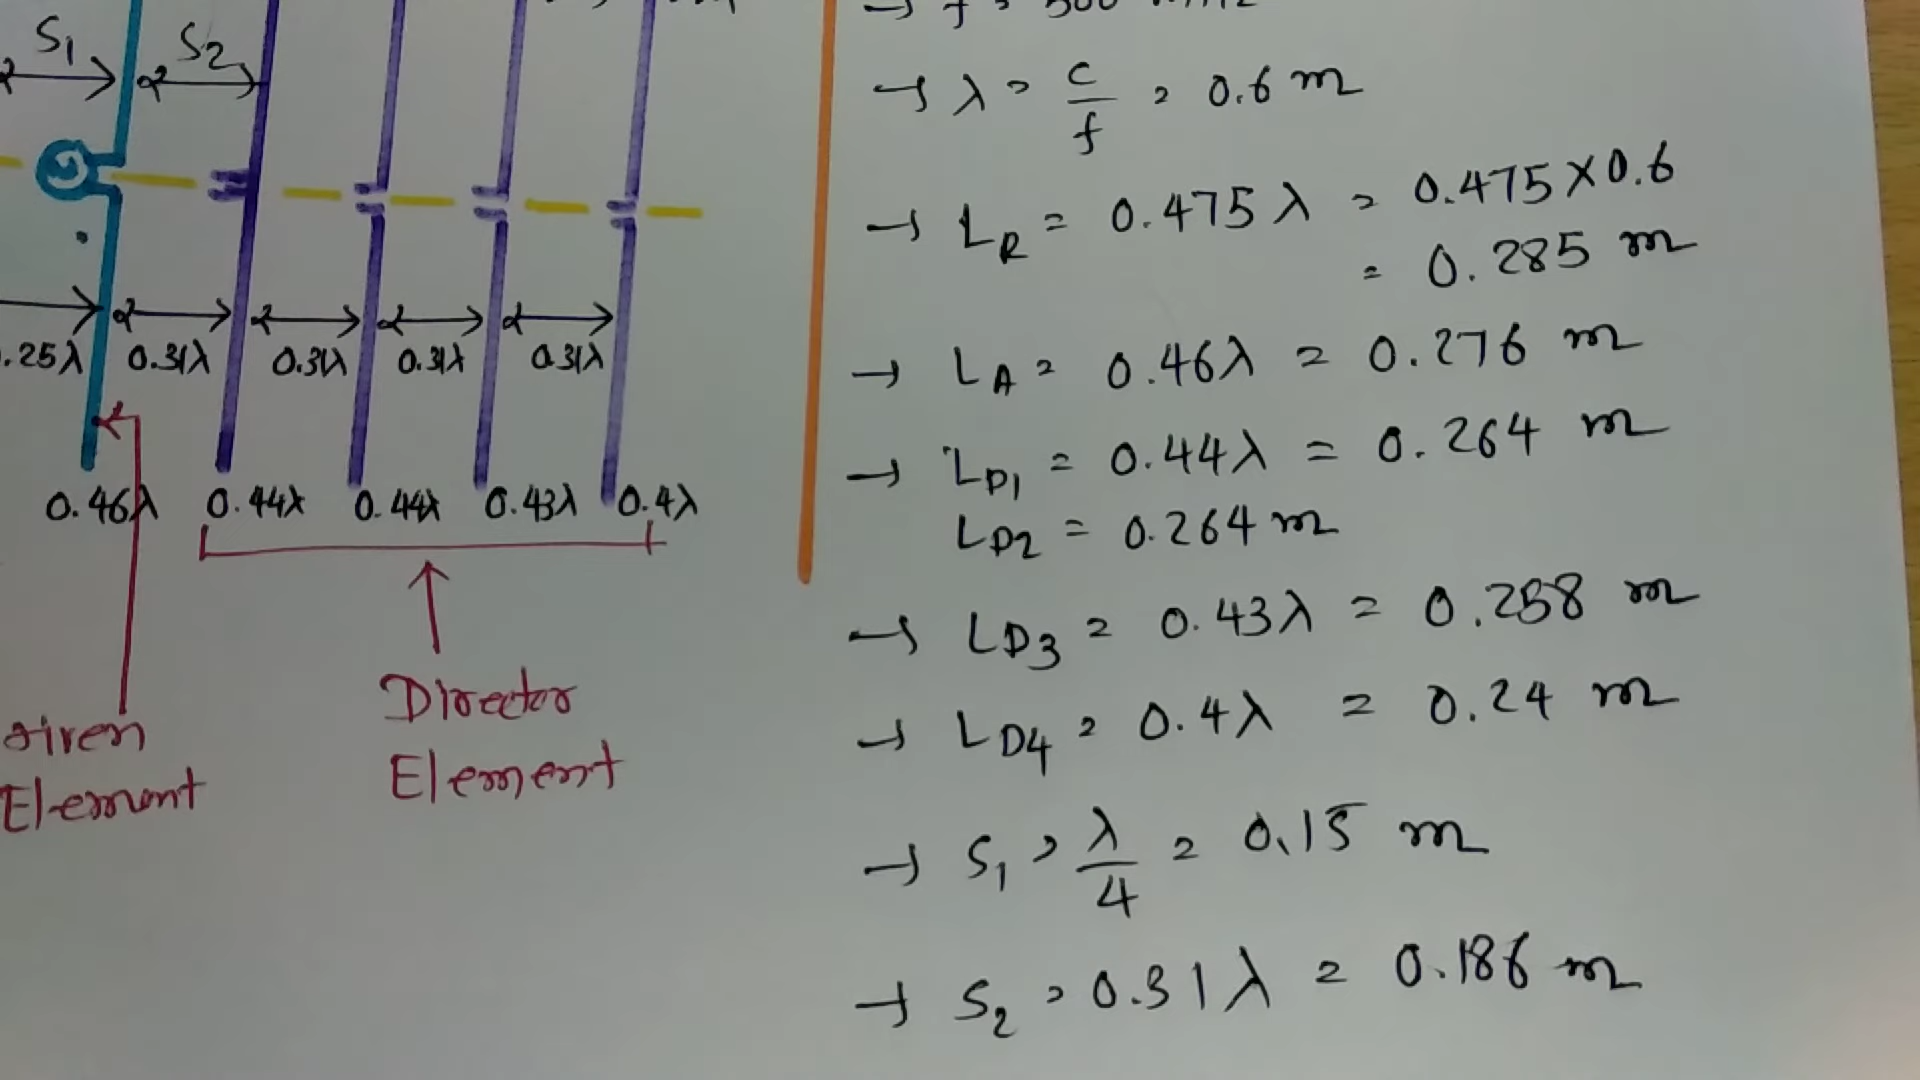 S1 S2
.25λ 0.31λ 0.31λ 0.31λ 0.31λ
0.46λ 0.44λ 0.44λ 0.43λ 0.4λ
Director
Element
Element
→ λ = c/f = 0.6 m
→ LR = 0.475 λ = 0.475 × 0.6
= 0.285 m
→ LA = 0.46λ = 0.276 m
→ LD1 = 0.44λ = 0.264 m
LD2 = 0.264 m
→ LD3 = 0.43λ = 0.258 m
→ LD4 = 0.4λ = 0.24 m
→ S1 = λ/4 = 0.15 m
→ S2 = 0.31λ = 0.186 m